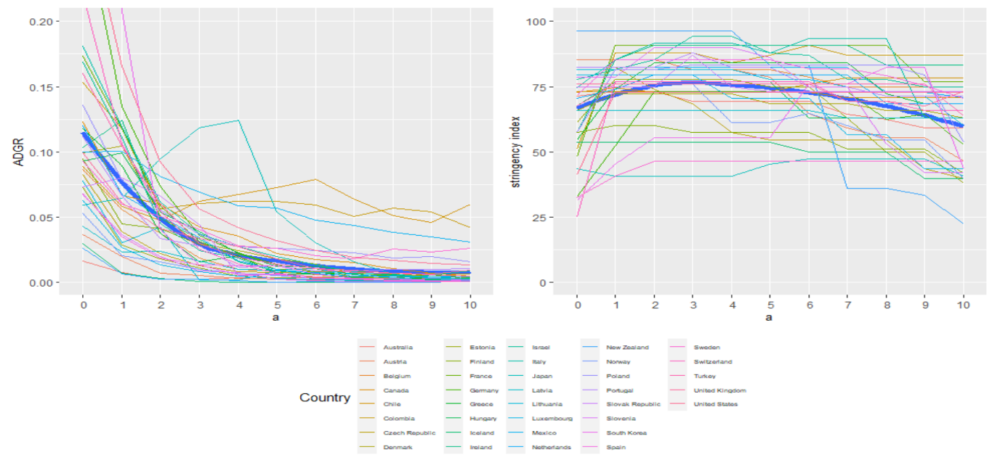 0.20
0.15
0.10
0.05
0.00
ADGR
0 1 2 3 4 5 6 7 8 9 10
a
100
75
50
25
0
stringency index
0 1 2 3 4 5 6 7 8 9 10
a
Country
Australia
Austria
Belgium
Canada
Chile
Colombia
Czech Republic
Denmark
Estonia
Finland
France
Germany
Greece
Hungary
Iceland
Ireland
Israel
Italy
Japan
Latvia
Lithuania
Luxembourg
Mexico
Netherlands
New Zealand
Norway
Poland
Portugal
Slovak Republic
Slovenia
South Korea
Spain
Sweden
Switzerland
Turkey
United Kingdom
United States